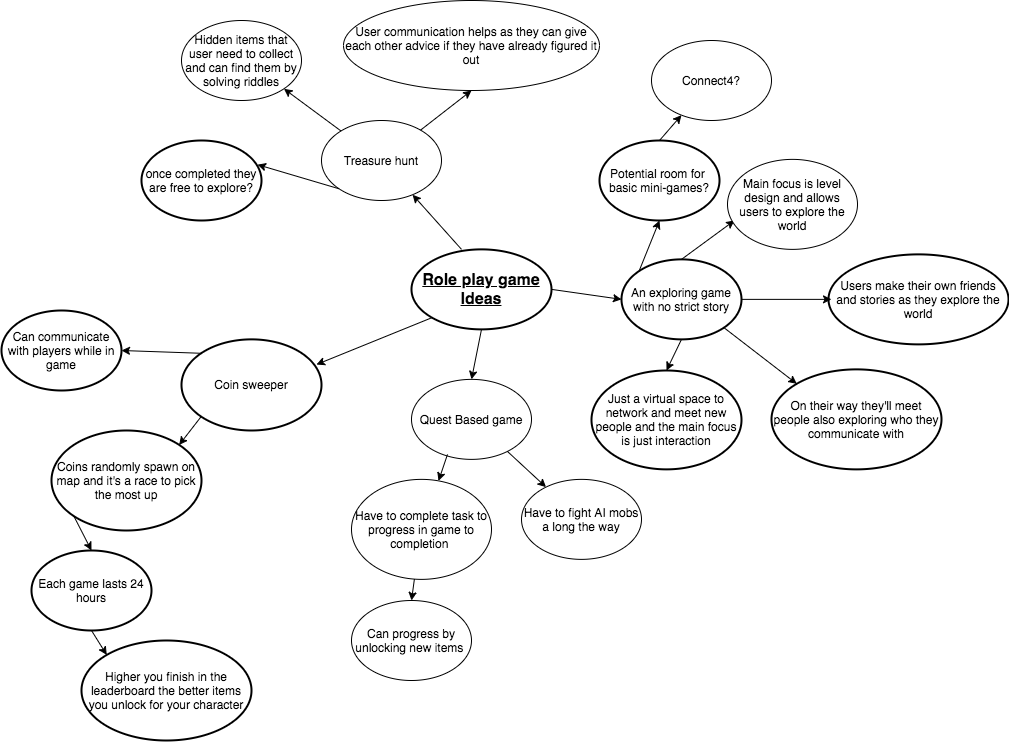 Hidden items that
user need to collect
and can find them by
solving riddles
User communication helps as they can give
each other advice if they have already figured it
out
Connect4?
Treasure hunt
once completed they
are free to explore?
Potential room for
basic mini-games?
Main focus is level
design and allows
users to explore the
world
Role play game
Ideas
An exploring game
with no strict story
Users make their own friends
and stories as they explore the
world
Can communicate
with players while in
game
Coin sweeper
Quest Based game
Just a virtual space to
network and meet new
people and the main focus
is just interaction
On their way they'll meet
people also exploring who they
communicate with
Coins randomly spawn on
map and it's a race to pick
the most up
Have to complete task to
progress in game to
completion
Have to fight AI mobs
a long the way
Each game lasts 24
hours
Can progress by
unlocking new items
Higher you finish in the
leaderboard the better items
you unlock for your character